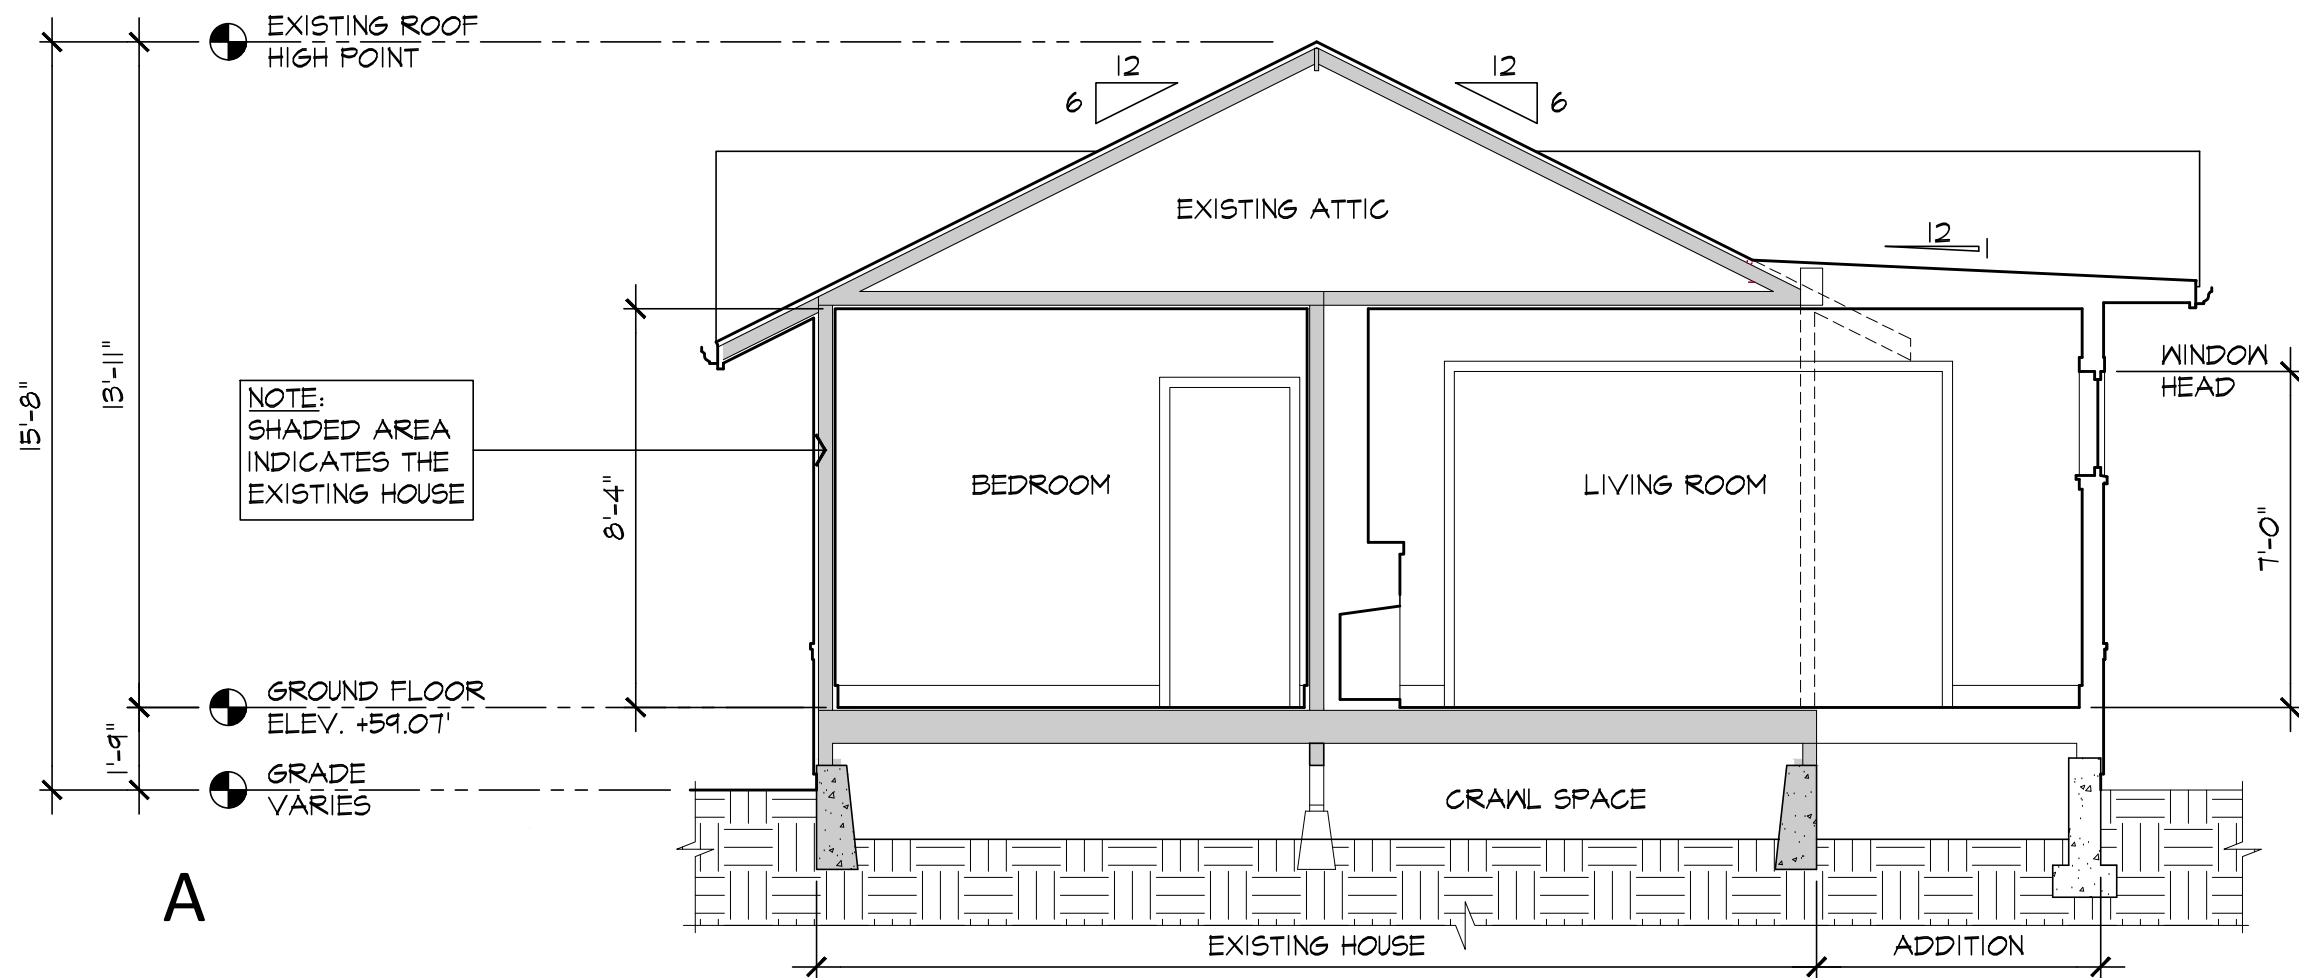 EXISTING ROOF
HIGH POINT
12
6
12
6
EXISTING ATTIC
12
1
15'-8"
13'-11"
8'-4"
NOTE:
SHADED AREA
INDICATES THE
EXISTING HOUSE
BEDROOM
LIVING ROOM
WINDOW
HEAD
7'-0"
GROUND FLOOR
ELEV. +59.07'
1'-9"
GRADE
VARIES
CRAWL SPACE
A
EXISTING HOUSE
ADDITION